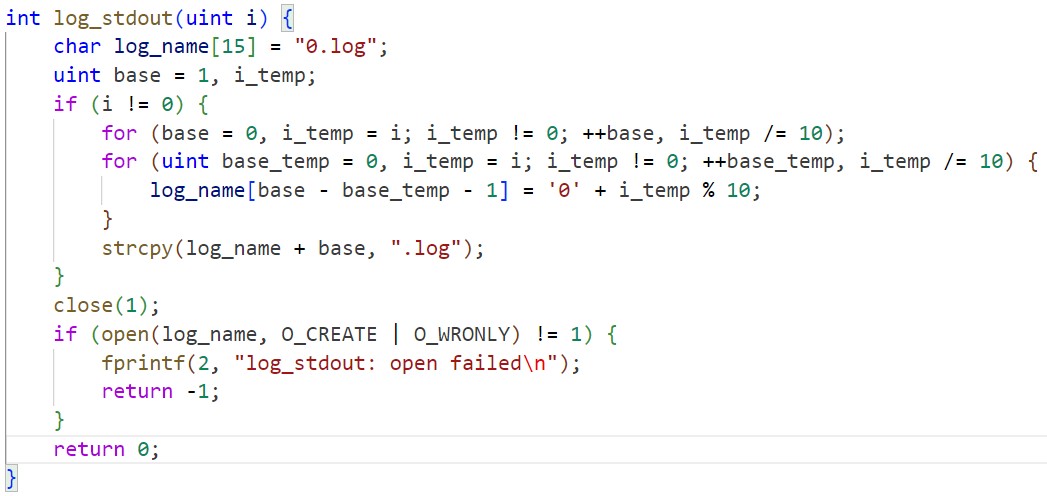 int log_stdout(uint i) {
    char log_name[15] = "0.log";
    uint base = 1, i_temp;
    if (i != 0) {
        for (base = 0, i_temp = i; i_temp != 0; ++base, i_temp /= 10);
        for (uint base_temp = 0, i_temp = i; i_temp != 0; ++base_temp, i_temp /= 10) {
            log_name[base - base_temp - 1] = '0' + i_temp % 10;
        }
        strcpy(log_name + base, ".log");
    }
    close(1);
    if (open(log_name, O_CREATE | O_WRONLY) != 1) {
        fprintf(2, "log_stdout: open failed\n");
        return -1;
    }
    return 0;
}